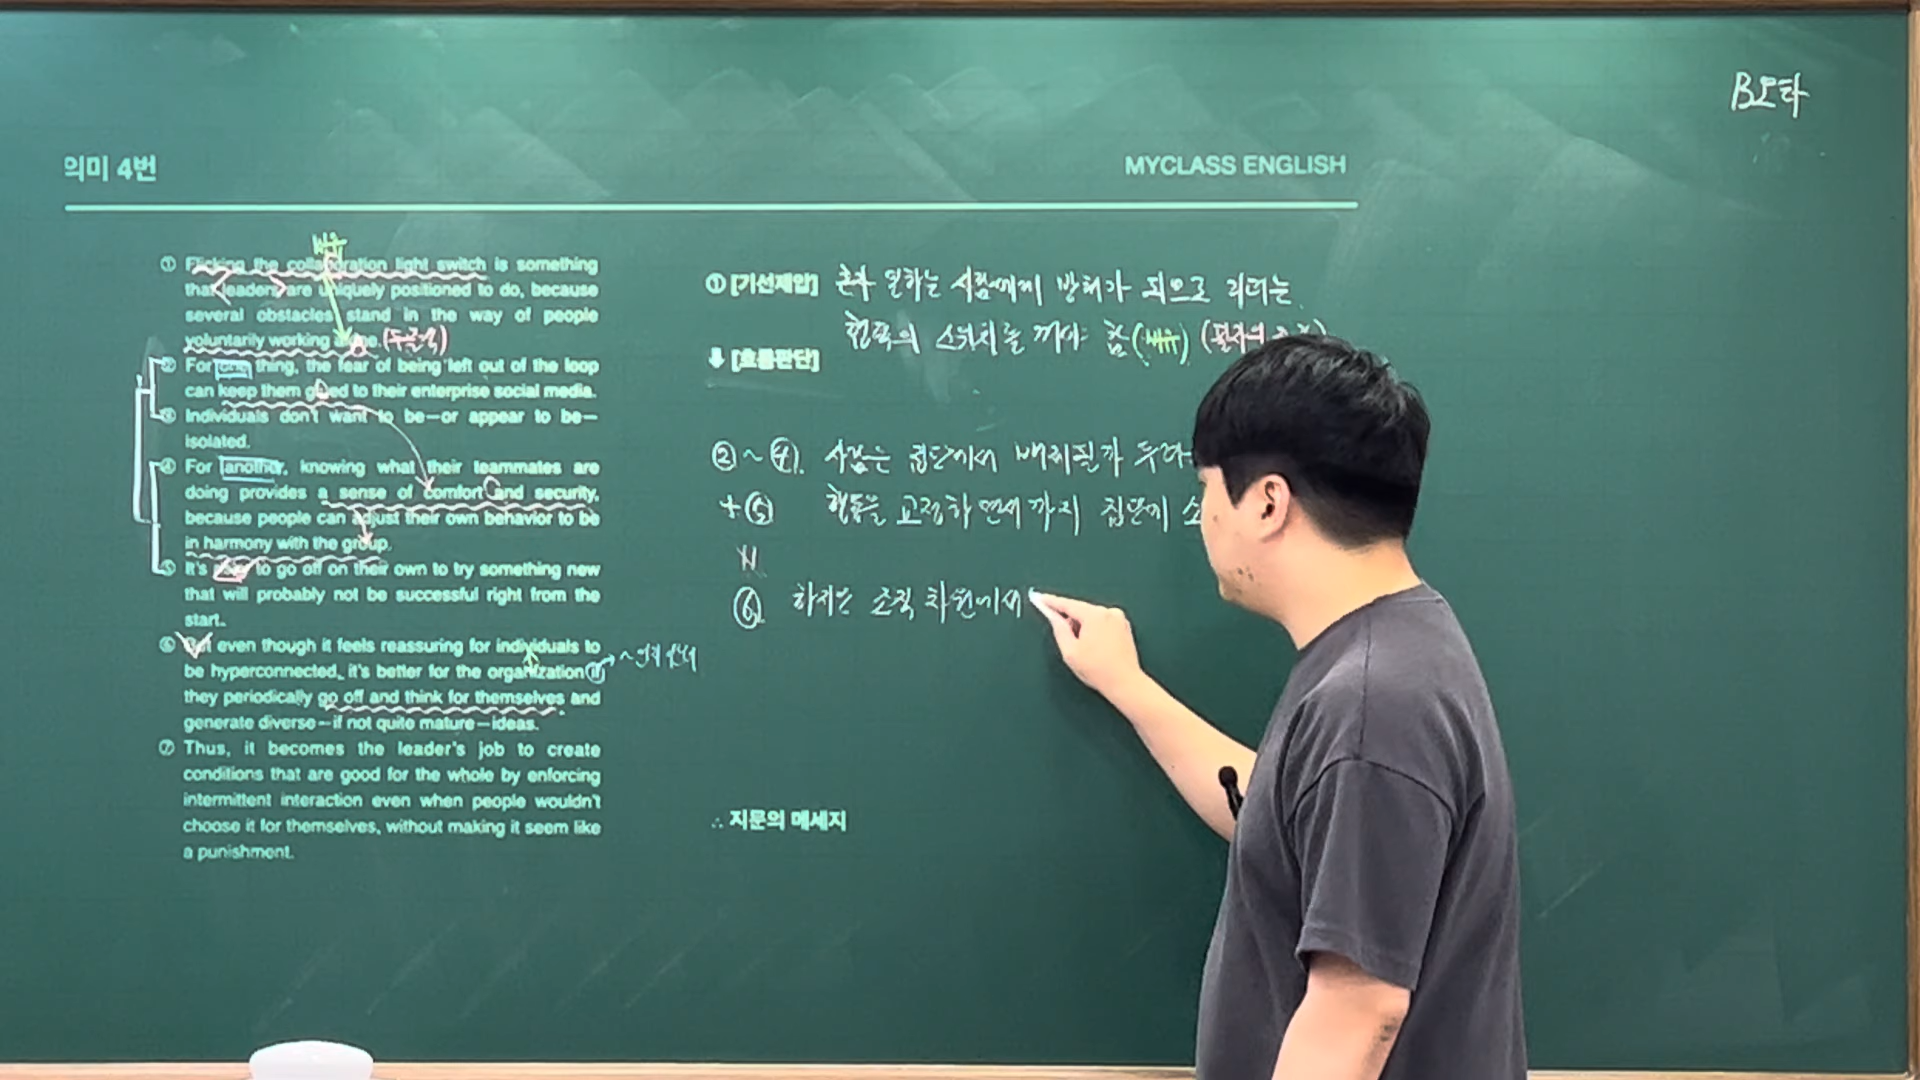 B오타
의미 4번
MYCLASS ENGLISH
① Flicking the collaboration light switch is something
that leaders are uniquely positioned to do, because
several obstacles stand in the way of people
voluntarily working alone.
② For one thing, the fear of being left out of the loop
can keep them glued to their enterprise social media.
③ Individuals don't want to be—or appear to be—
isolated.
④ For another, knowing what their teammates are
doing provides a sense of comfort and security,
because people can adjust their own behavior to be
in harmony with the group.
⑤ It's to go off on their own to try something new
that will probably not be successful right from the
start.
⑥ But even though it feels reassuring for individuals to
be hyperconnected, it's better for the organization if
they periodically go off and think for themselves and
generate diverse—if not quite mature—ideas.
⑦ Thus, it becomes the leader's job to create
conditions that are good for the whole by enforcing
intermittent interaction even when people wouldn't
choose it for themselves, without making it seem like
a punishment.
① [기선제압] 혼자 일하는 사람에게 방해가 되므로 리더는
협력의 스위치를 꺼야 함 (필자의
↓ [흐름판단]
②~④. 사람은 집단에서 배제될까 두려
+⑤ 행동을 교정하면서까지 집단에 소
⑥ 하지만 조직 차원에서
∴ 지문의 메세지